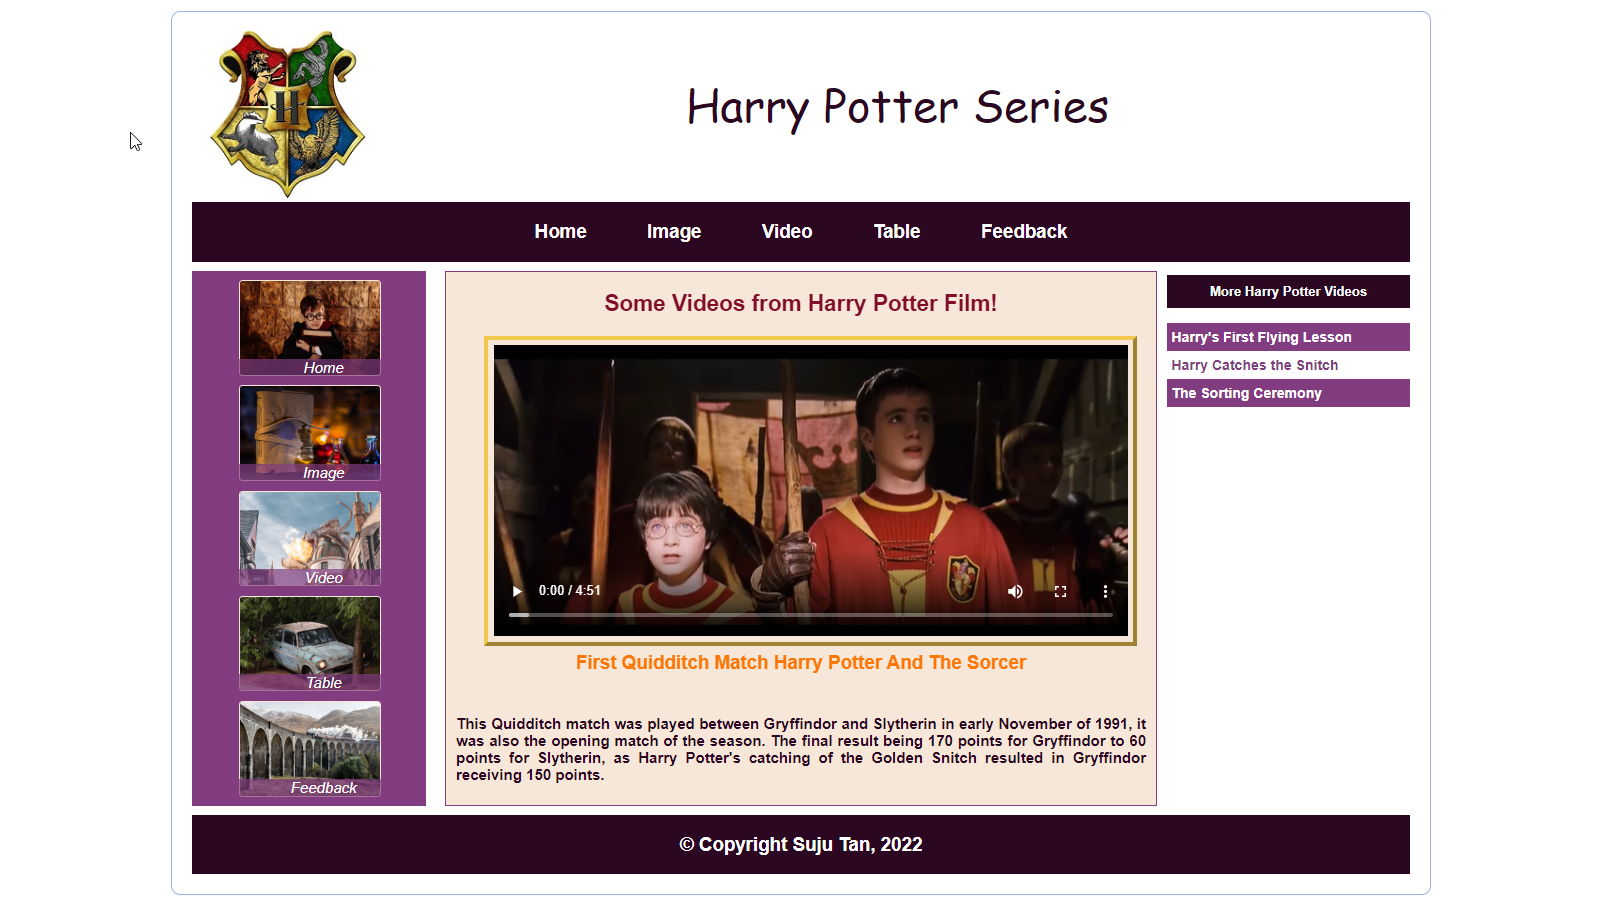 H
Harry Potter Series
Home Image Video Table Feedback
Home
Image
Video
Table
Feedback
Some Videos from Harry Potter Film!
0:00 / 4:51
First Quidditch Match Harry Potter And The Sorcer
This Quidditch match was played between Gryffindor and Slytherin in early November of 1991, it
was also the opening match of the season. The final result being 170 points for Gryffindor to 60
points for Slytherin, as Harry Potter's catching of the Golden Snitch resulted in Gryffindor
receiving 150 points.
More Harry Potter Videos
Harry's First Flying Lesson
Harry Catches the Snitch
The Sorting Ceremony
© Copyright Suju Tan, 2022